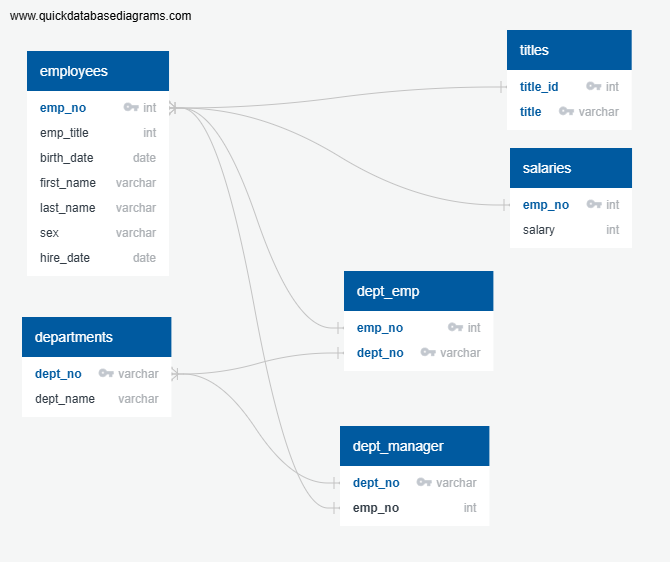 www.quickdatabasediagrams.com
employees
emp_no int
emp_title int
birth_date date
first_name varchar
last_name varchar
sex varchar
hire_date date
titles
title_id int
title varchar
salaries
emp_no int
salary int
dept_emp
emp_no int
dept_no varchar
departments
dept_no varchar
dept_name varchar
dept_manager
dept_no varchar
emp_no int